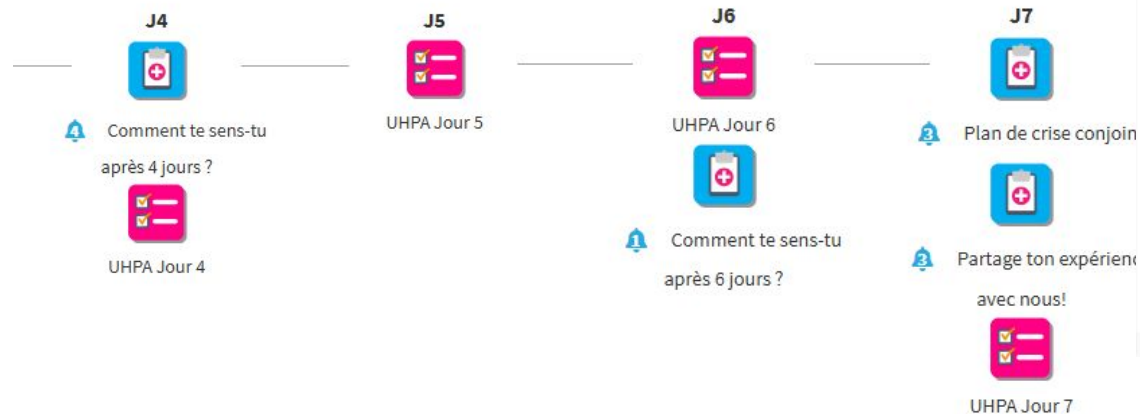 J4
4 Comment te sens-tu
après 4 jours ?
UHPA Jour 4
J5
UHPA Jour 5
J6
UHPA Jour 6
1 Comment te sens-tu
après 6 jours ?
J7
3 Plan de crise conjoin
3 Partage ton expérienc
avec nous!
UHPA Jour 7